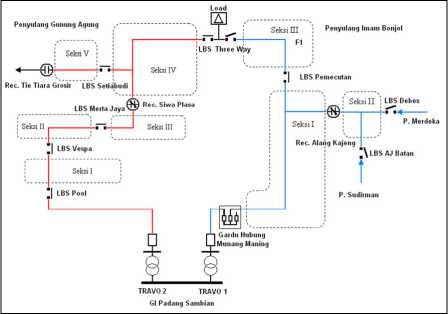 Load
Penyulang Gunung Agung
Penyulang Imam Bonjol
Seksi III
F1
Seksi V
LBS Three Way
Seksi IV
LBS Pemecutan
Rec. Tie Tiara Grosir
LBS Setiabudi
LBS Merta Jaya
Rec. Siwa Plasa
Seksi II
LBS Debes
Seksi II
Seksi III
Seksi I
P. Merdeka
Rec. Alang Kajeng
LBS Vespa
LBS AJ Batan
Seksi I
LBS Pool
P. Sudirman
Gardu Hubung
Munang Maning
TRAVO 2
TRAVO 1
GI Padang Sambian